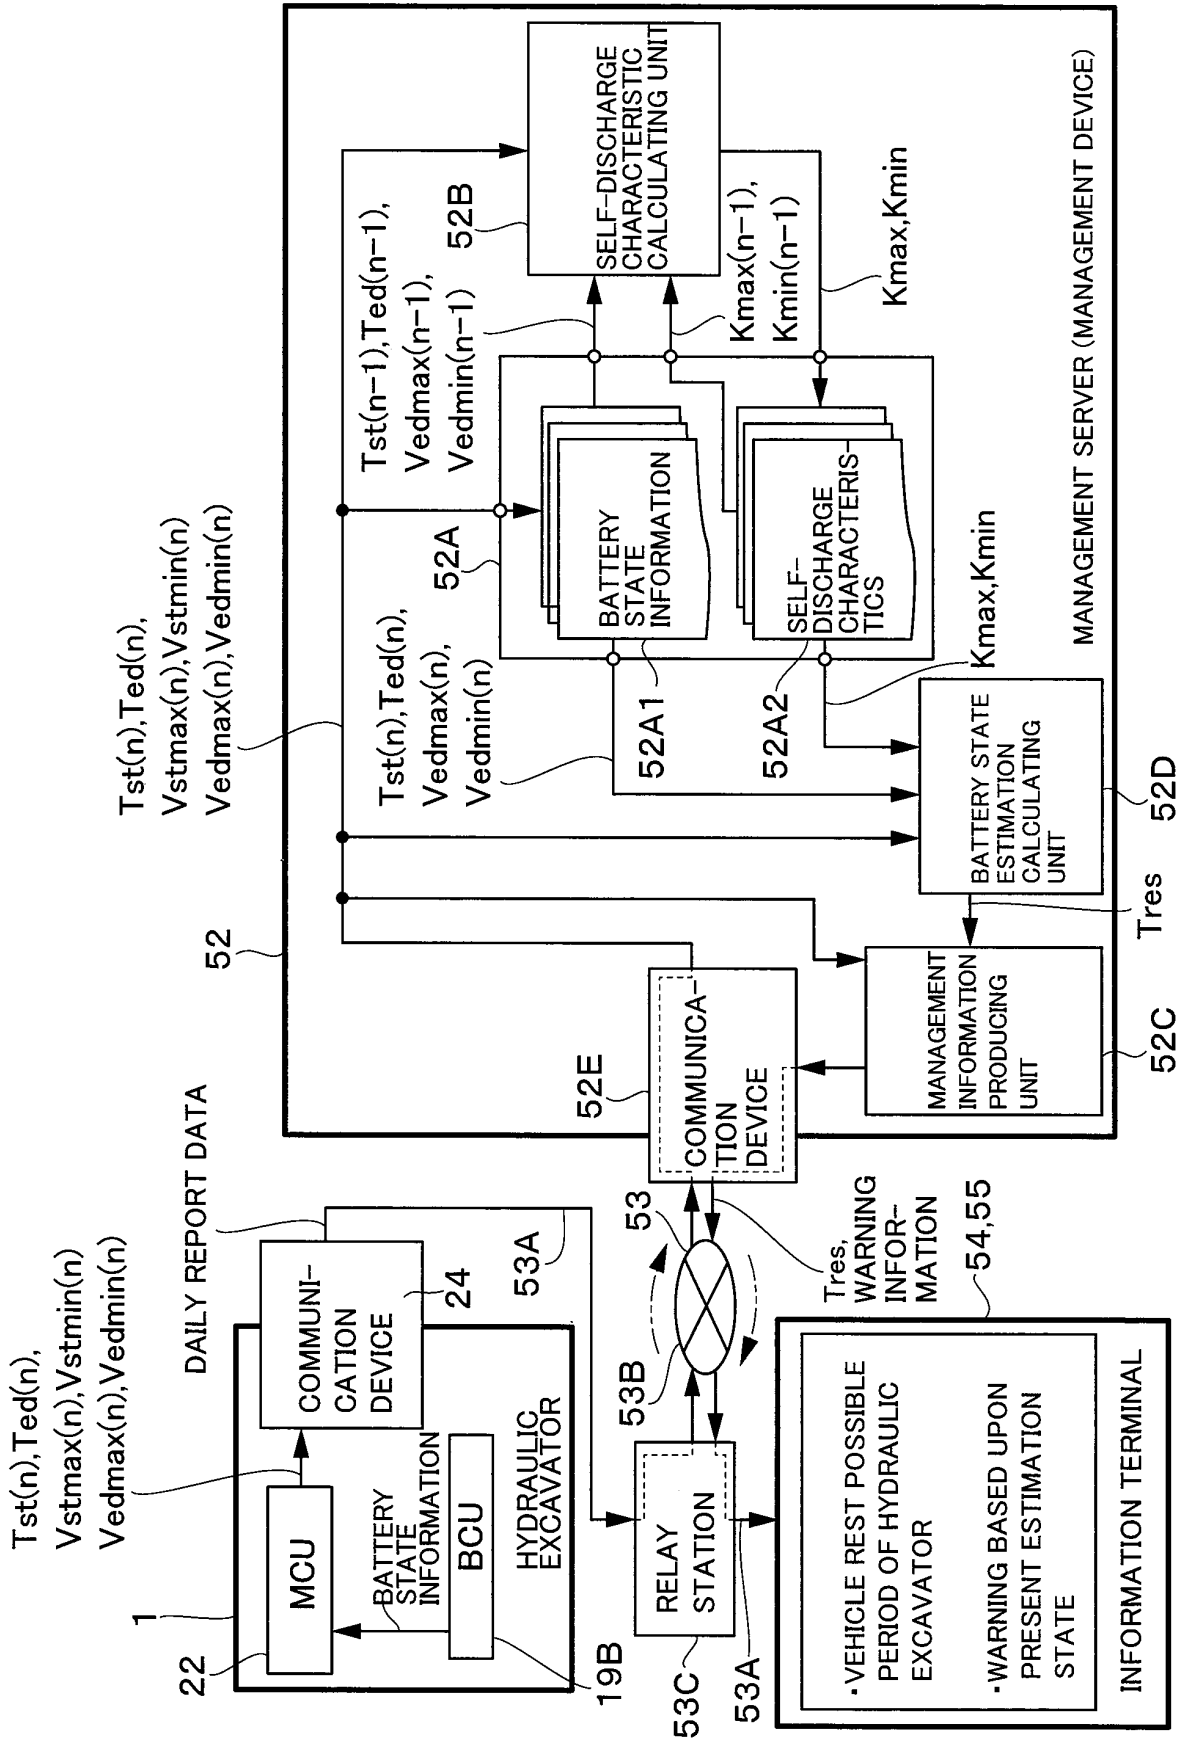 Tst(n),Ted(n),
Vstmax(n),Vstmin(n)
Vedmax(n),Vedmin(n)
DAILY REPORT DATA
1
22
MCU
COMMUNI-
CATION
DEVICE
24
BATTERY
STATE
INFORMATION
BCU
19B
HYDRAULIC
EXCAVATOR
53A
RELAY
STATION
53C
53A
53B
53
Tres,
WARNING
INFOR-
MATION
54,55
·VEHICLE REST POSSIBLE
PERIOD OF HYDRAULIC
EXCAVATOR
·WARNING BASED UPON
PRESENT ESTIMATION
STATE
INFORMATION TERMINAL
Tst(n),Ted(n),
Vstmax(n),Vstmin(n)
Vedmax(n),Vedmin(n)
52
52E
COMMUNICA-
TION
DEVICE
MANAGEMENT
INFORMATION
PRODUCING
UNIT
52C
Tres
BATTERY STATE
ESTIMATION
CALCULATING
UNIT
52D
Tst(n),Ted(n),
Vedmax(n),
Vedmin(n)
52A
BATTERY
STATE
INFORMATION
52A1
SELF-
DISCHARGE
CHARACTERIS-
TICS
52A2
Kmax,Kmin
Tst(n-1),Ted(n-1),
Vedmax(n-1),
Vedmin(n-1)
52B
SELF-DISCHARGE
CHARACTERISTIC
CALCULATING UNIT
Kmax(n-1),
Kmin(n-1)
Kmax,Kmin
MANAGEMENT SERVER (MANAGEMENT DEVICE)